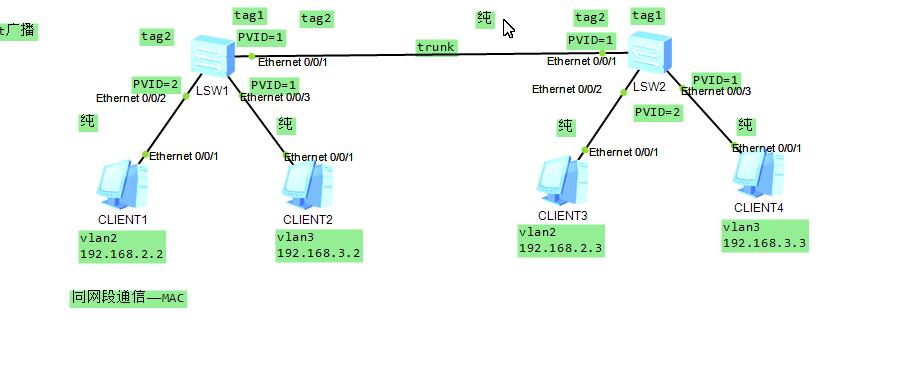 t广播
tag1
tag2
纯
tag2
tag1
tag2
PVID=1
trunk
PVID=1
Ethernet 0/0/1
Ethernet 0/0/1
PVID=2
LSW1
PVID=1
LSW2
PVID=1
Ethernet 0/0/2
Ethernet 0/0/3
Ethernet 0/0/2
Ethernet 0/0/3
PVID=2
纯
纯
纯
纯
Ethernet 0/0/1
Ethernet 0/0/1
Ethernet 0/0/1
Ethernet 0/0/1
CLIENT1
CLIENT2
CLIENT3
CLIENT4
vlan2
192.168.2.2
vlan3
192.168.3.2
vlan2
192.168.2.3
vlan3
192.168.3.3
同网段通信——MAC